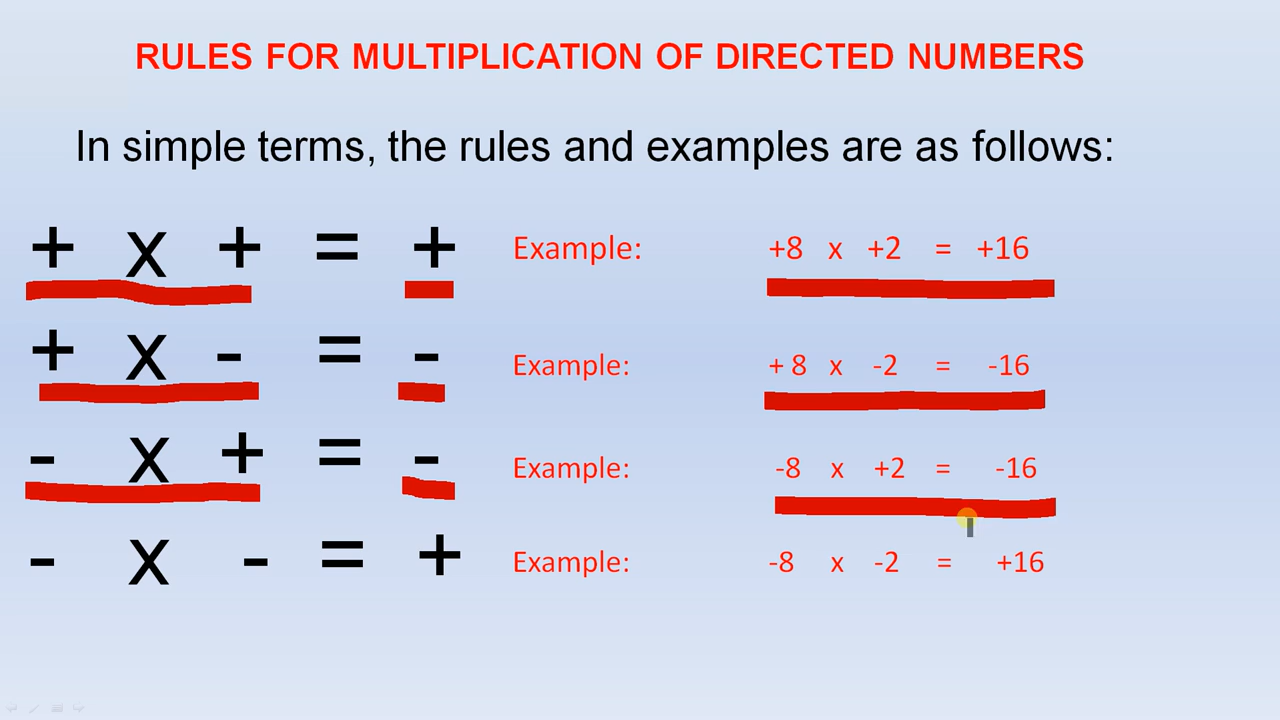 RULES FOR MULTIPLICATION OF DIRECTED NUMBERS
In simple terms, the rules and examples are as follows:
+ x + = + Example: +8 x +2 = +16
+ x - = - Example: + 8 x -2 = -16
- x + = - Example: -8 x +2 = -16
- x - = + Example: -8 x -2 = +16